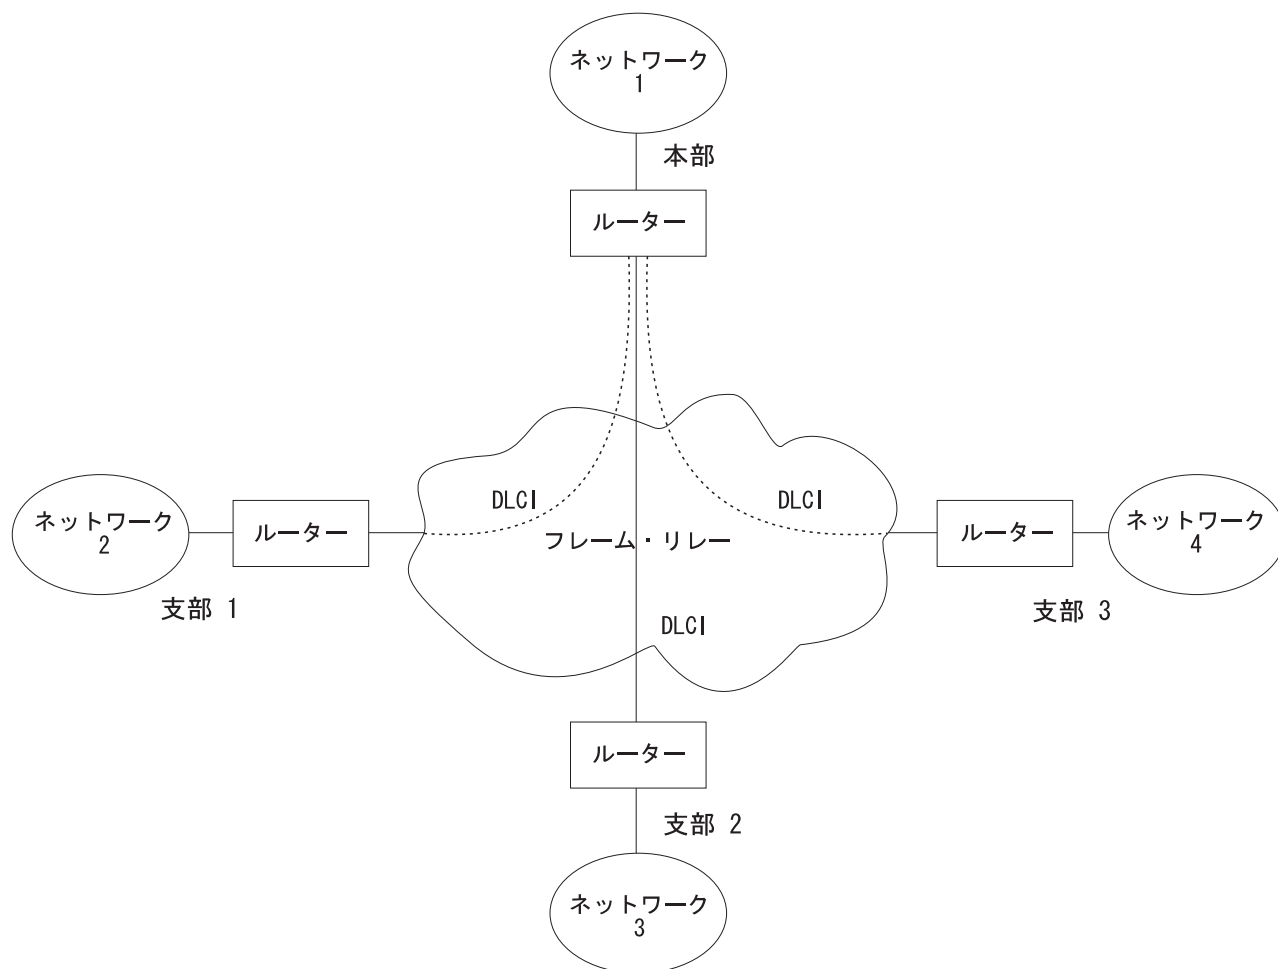 ネットワーク
1
本部
ルーター
DLCI
DLCI
ネットワーク
2
ルーター
フレーム・リレー
ルーター
ネットワーク
4
支部 1
支部 3
DLCI
ルーター
支部 2
ネットワーク
3